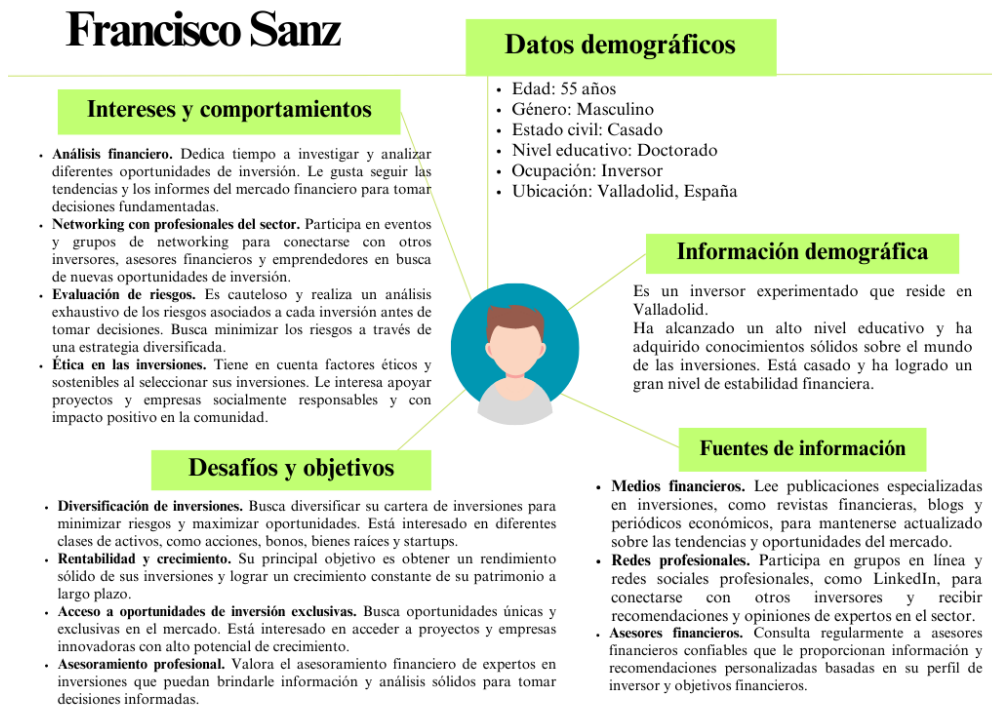 Francisco Sanz
Datos demográficos
• Edad: 55 años
• Género: Masculino
• Estado civil: Casado
• Nivel educativo: Doctorado
• Ocupación: Inversor
• Ubicación: Valladolid, España
Intereses y comportamientos
• Análisis financiero. Dedica tiempo a investigar y analizar
diferentes oportunidades de inversión. Le gusta seguir las
tendencias y los informes del mercado financiero para tomar
decisiones fundamentadas.
• Networking con profesionales del sector. Participa en eventos
y grupos de networking para conectarse con otros
inversores, asesores financieros y emprendedores en busca
de nuevas oportunidades de inversión.
• Evaluación de riesgos. Es cauteloso y realiza un análisis
exhaustivo de los riesgos asociados a cada inversión antes de
tomar decisiones. Busca minimizar los riesgos a través de
una estrategia diversificada.
• Ética en las inversiones. Tiene en cuenta factores éticos y
sostenibles al seleccionar sus inversiones. Le interesa apoyar
proyectos y empresas socialmente responsables y con
impacto positivo en la comunidad.
Información demográfica
Es un inversor experimentado que reside en
Valladolid.
Ha alcanzado un alto nivel educativo y ha
adquirido conocimientos sólidos sobre el mundo
de las inversiones. Está casado y ha logrado un
gran nivel de estabilidad financiera.
Desafíos y objetivos
• Diversificación de inversiones. Busca diversificar su cartera de inversiones para
minimizar riesgos y maximizar oportunidades. Está interesado en diferentes
clases de activos, como acciones, bonos, bienes raíces y startups.
• Rentabilidad y crecimiento. Su principal objetivo es obtener un rendimiento
sólido de sus inversiones y lograr un crecimiento constante de su patrimonio a
largo plazo.
• Acceso a oportunidades de inversión exclusivas. Busca oportunidades únicas y
exclusivas en el mercado. Está interesado en acceder a proyectos y empresas
innovadoras con alto potencial de crecimiento.
• Asesoramiento profesional. Valora el asesoramiento financiero de expertos en
inversiones que puedan brindarle información y análisis sólidos para tomar
decisiones informadas.
Fuentes de información
• Medios financieros. Lee publicaciones especializadas
en inversiones, como revistas financieras, blogs y
periódicos económicos, para mantenerse actualizado
sobre las tendencias y oportunidades del mercado.
• Redes profesionales. Participa en grupos en línea y
redes sociales profesionales, como LinkedIn, para
conectarse con otros inversores y recibir
recomendaciones y opiniones de expertos en el sector.
• Asesores financieros. Consulta regularmente a asesores
financieros confiables que le proporcionan información y
recomendaciones personalizadas basadas en su perfil de
inversor y objetivos financieros.